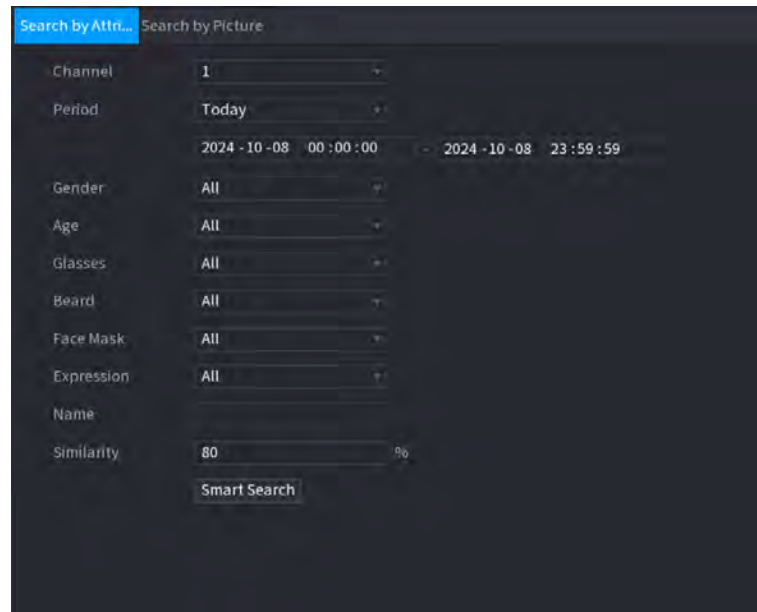 Search by Attri... Search by Picture
Channel 1
Period Today
2024 -10 -08 00 :00 :00 - 2024 -10 -08 23 :59 :59
Gender All
Age All
Glasses All
Beard All
Face Mask All
Expression All
Name
Similarity 80 %
Smart Search